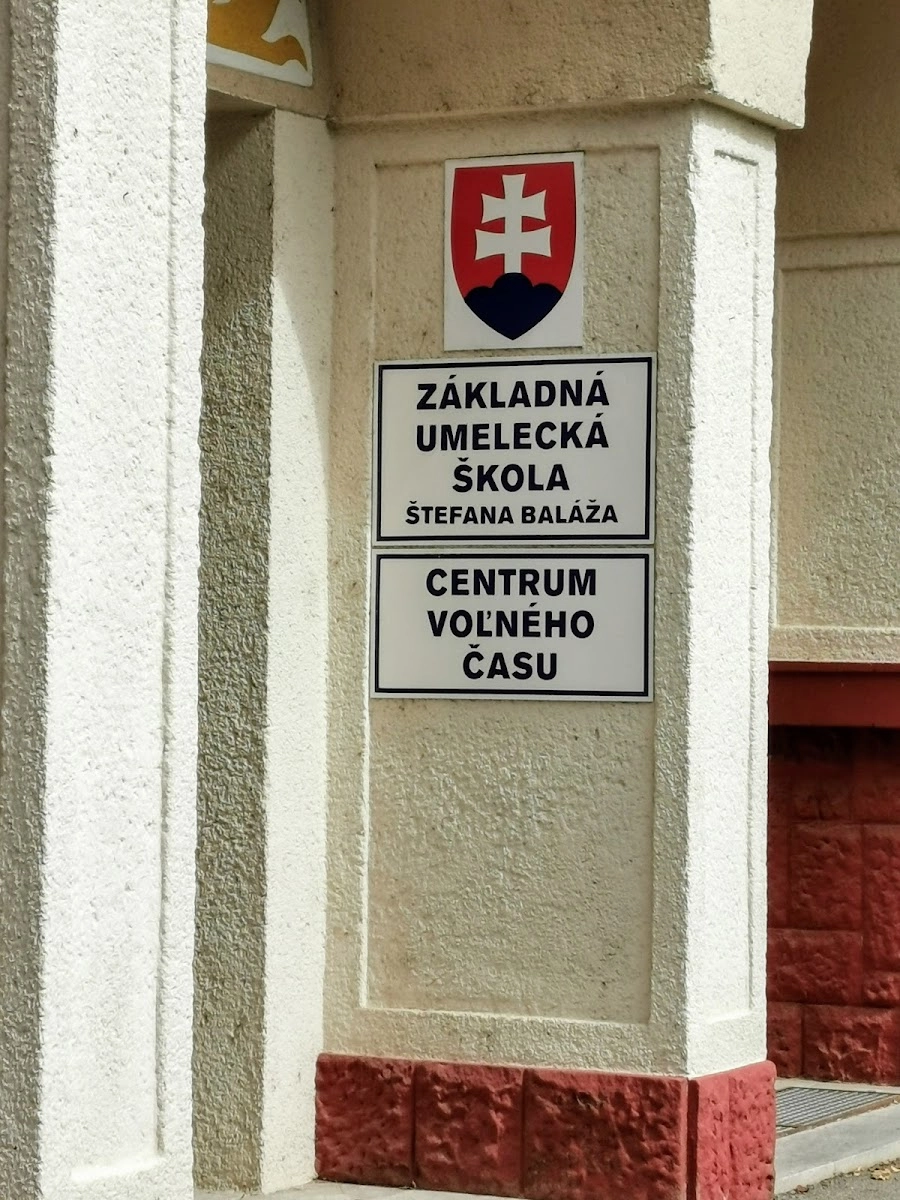 ZÁKLADNÁ
UMELECKÁ
ŠKOLA
ŠTEFANA BALÁŽA
CENTRUM
VOĽNÉHO
ČASU